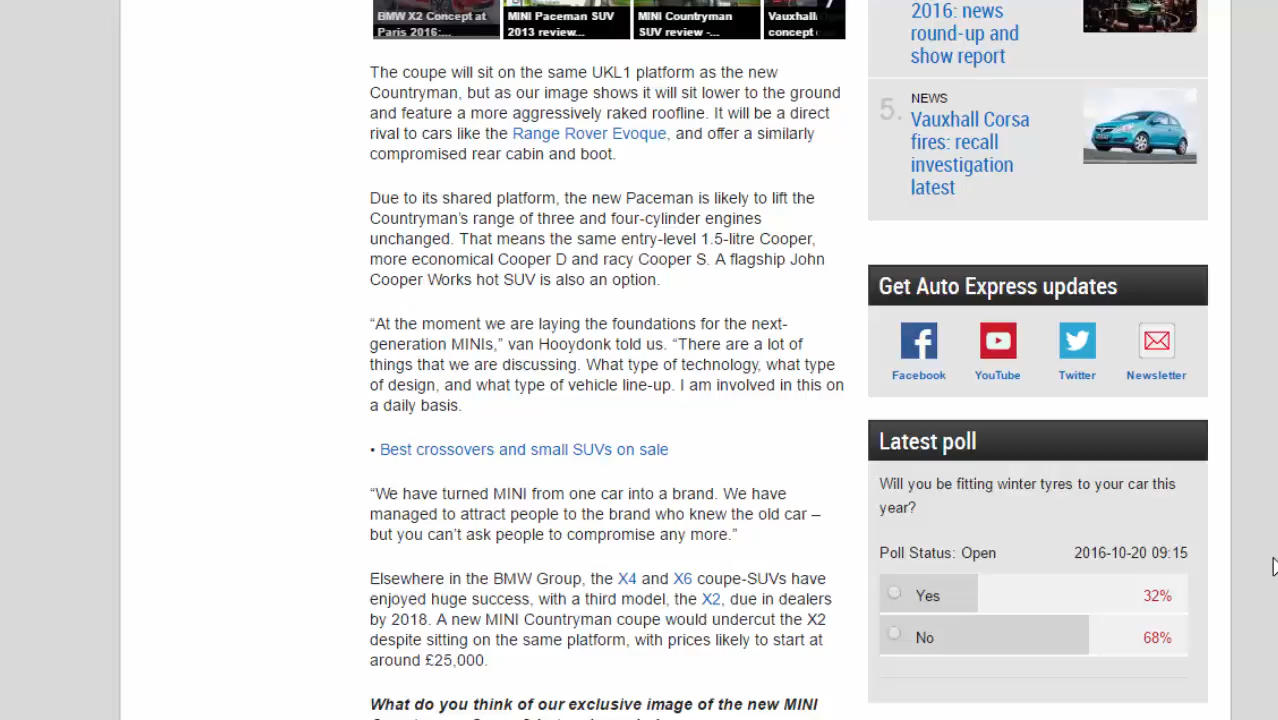 BMW X2 Concept at
Paris 2016:...
MINI Paceman SUV
2013 review...
MINI Countryman
SUV review -...
Vauxhall
concept
The coupe will sit on the same UKL1 platform as the new
Countryman, but as our image shows it will sit lower to the ground
and feature a more aggressively raked roofline. It will be a direct
rival to cars like the Range Rover Evoque, and offer a similarly
compromised rear cabin and boot.
Due to its shared platform, the new Paceman is likely to lift the
Countryman’s range of three and four-cylinder engines
unchanged. That means the same entry-level 1.5-litre Cooper,
more economical Cooper D and racy Cooper S. A flagship John
Cooper Works hot SUV is also an option.
“At the moment we are laying the foundations for the next-
generation MINIs,” van Hooydonk told us. “There are a lot of
things that we are discussing. What type of technology, what type
of design, and what type of vehicle line-up. I am involved in this on
a daily basis.
• Best crossovers and small SUVs on sale
“We have turned MINI from one car into a brand. We have
managed to attract people to the brand who knew the old car –
but you can’t ask people to compromise any more.”
Elsewhere in the BMW Group, the X4 and X6 coupe-SUVs have
enjoyed huge success, with a third model, the X2, due in dealers
by 2018. A new MINI Countryman coupe would undercut the X2
despite sitting on the same platform, with prices likely to start at
around £25,000.
What do you think of our exclusive image of the new MINI
2016: news
round-up and
show report
5.
NEWS
Vauxhall Corsa
fires: recall
investigation
latest
Get Auto Express updates
Facebook
YouTube
Twitter
Newsletter
Latest poll
Will you be fitting winter tyres to your car this
year?
Poll Status: Open 2016-10-20 09:15
Yes 32%
No 68%